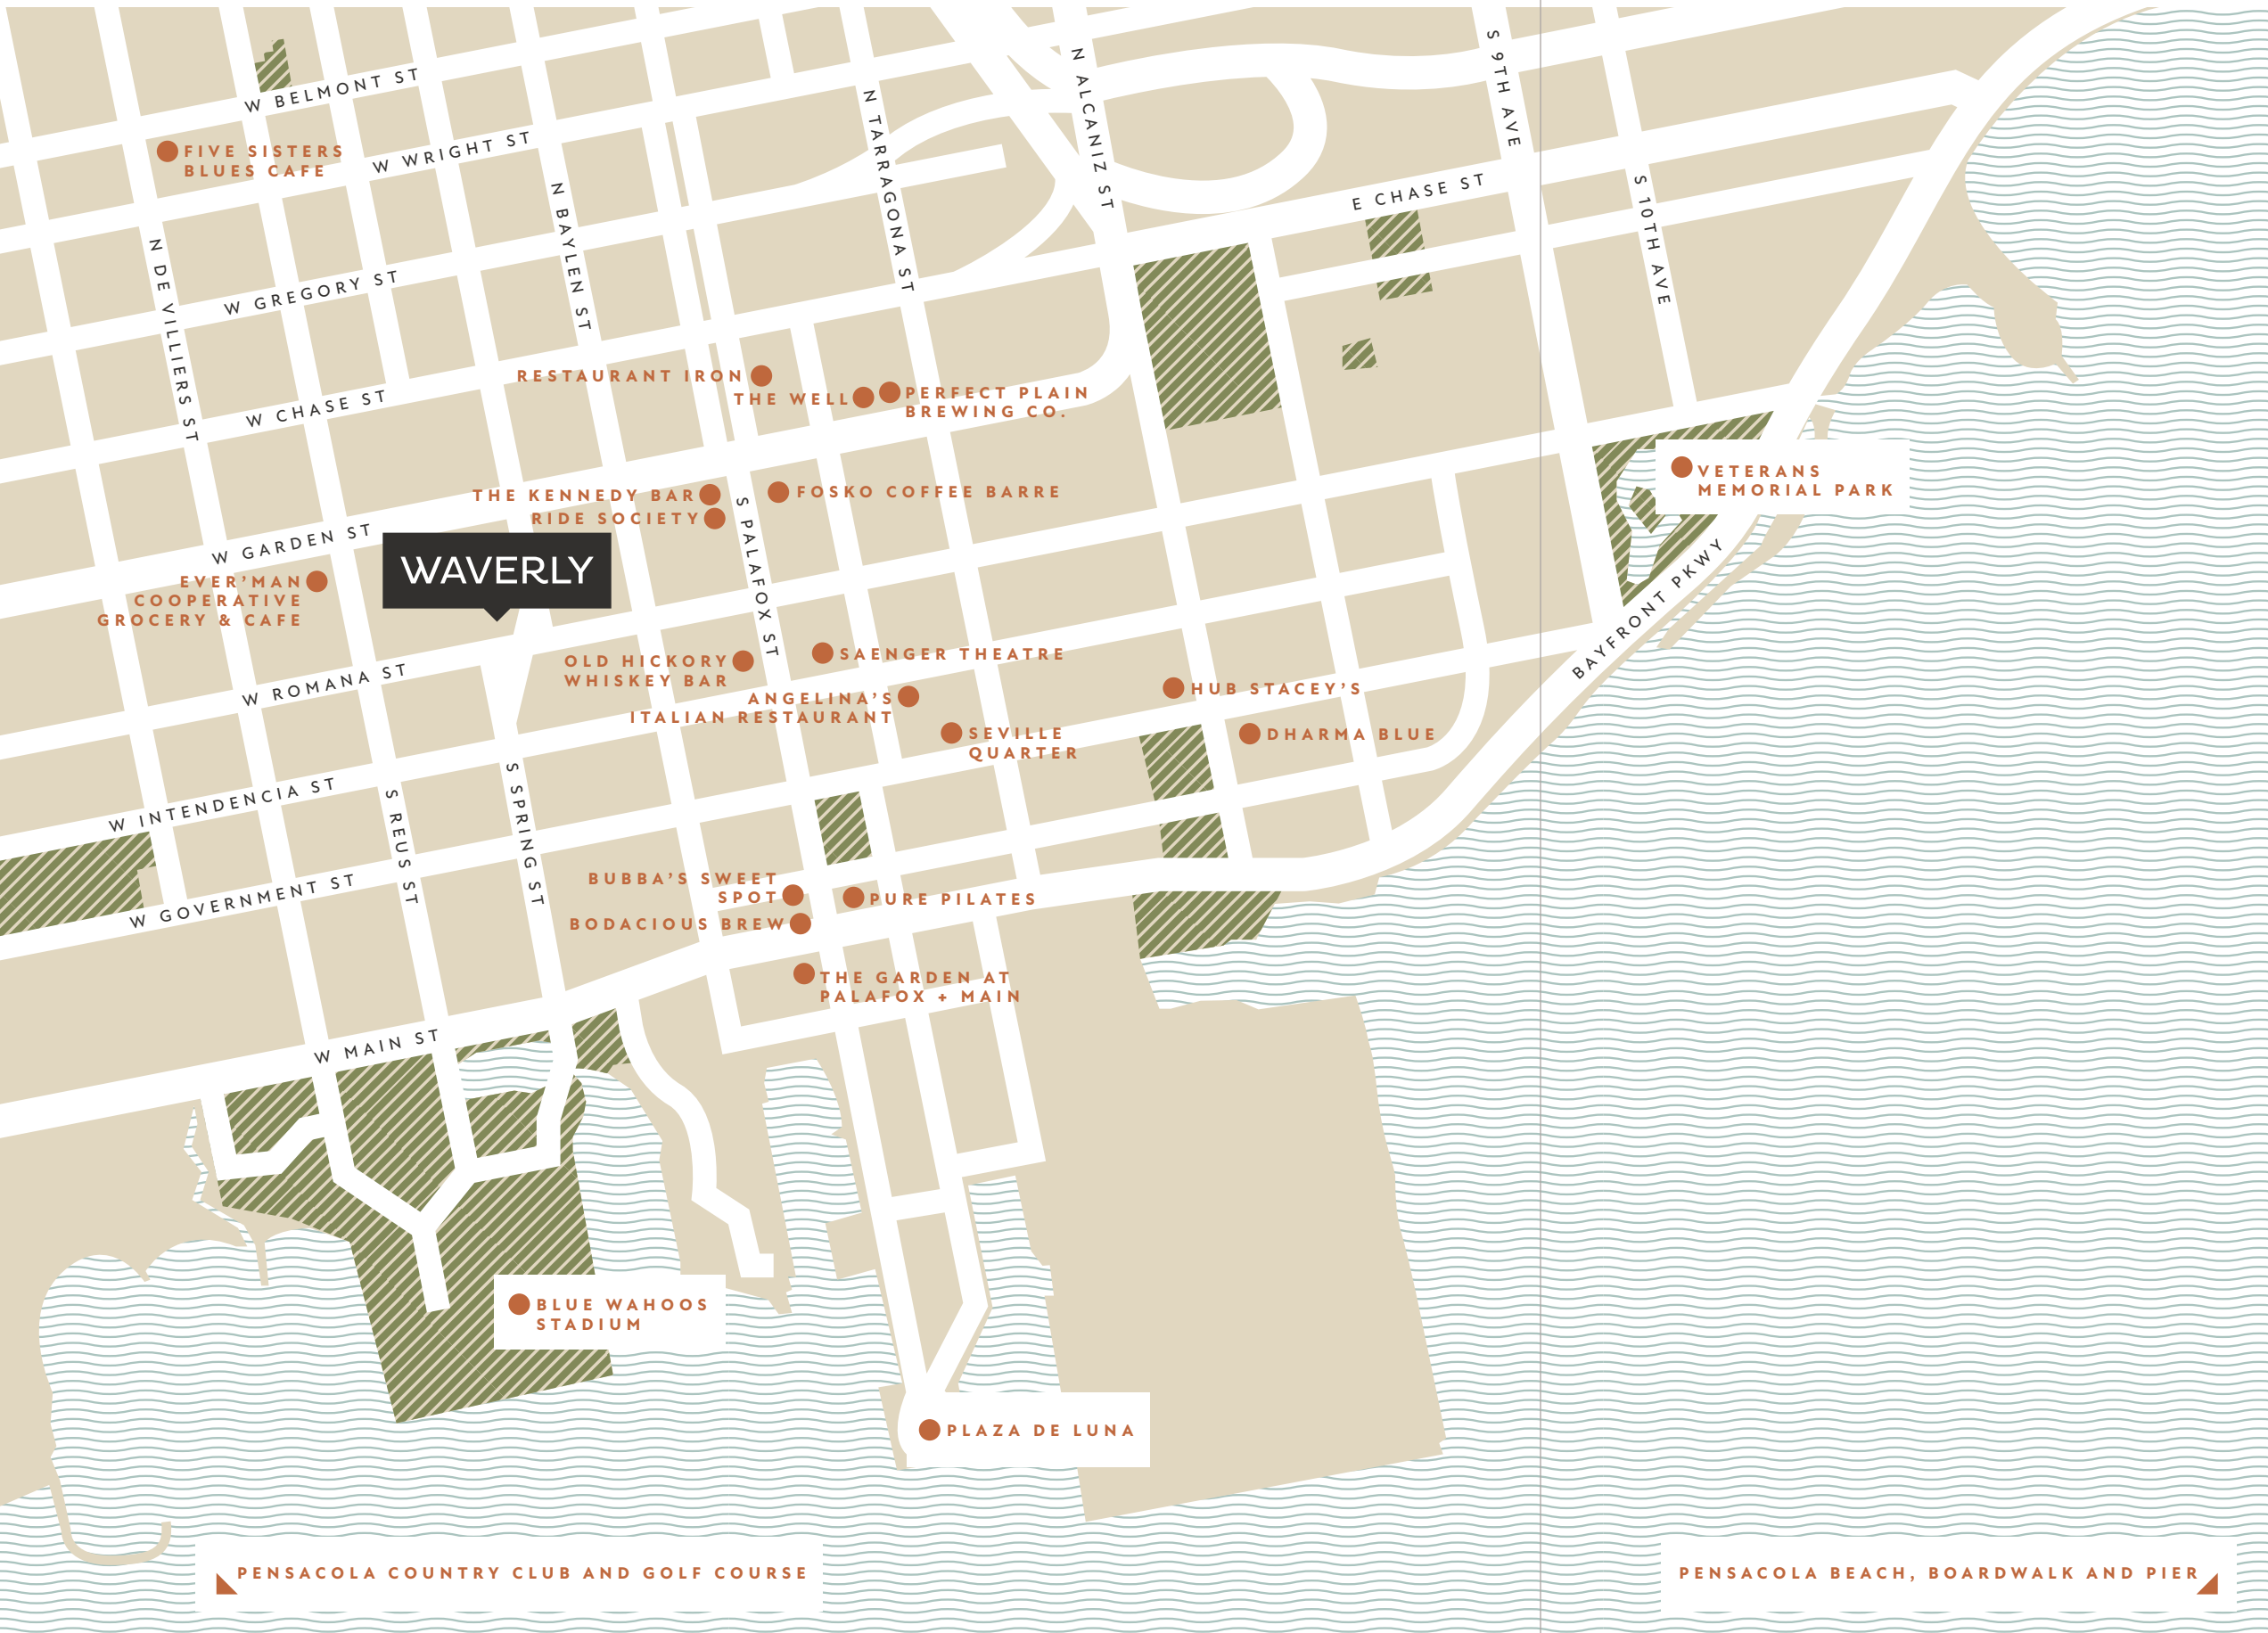 W BELMONT ST
S 9TH AVE
N ALCANIZ ST
FIVE SISTERS
BLUES CAFE
W WRIGHT ST
N TARRAGONA ST
E CHASE ST
S 10TH AVE
N BAYLEN ST
N DE VILLIERS ST
W GREGORY ST
RESTAURANT IRON
THE WELL
PERFECT PLAIN
BREWING CO.
W CHASE ST
VETERANS
MEMORIAL PARK
THE KENNEDY BAR
FOSKO COFFEE BARRE
RIDE SOCIETY
S PALAFOX ST
W GARDEN ST
WAVERLY
EVER’MAN
COOPERATIVE
GROCERY & CAFE
BAYFRONT PKWY
W ROMANA ST
OLD HICKORY
WHISKEY BAR
SAENGER THEATRE
ANGELINA’S
ITALIAN RESTAURANT
HUB STACEY’S
SEVILLE
QUARTER
DHARMA BLUE
W INTENDENCIA ST
S REUS ST
S SPRING ST
W GOVERNMENT ST
BUBBA’S SWEET
SPOT
PURE PILATES
BODACIOUS BREW
THE GARDEN AT
PALAFOX + MAIN
W MAIN ST
BLUE WAHOOS
STADIUM
PLAZA DE LUNA
PENSACOLA COUNTRY CLUB AND GOLF COURSE
PENSACOLA BEACH, BOARDWALK AND PIER